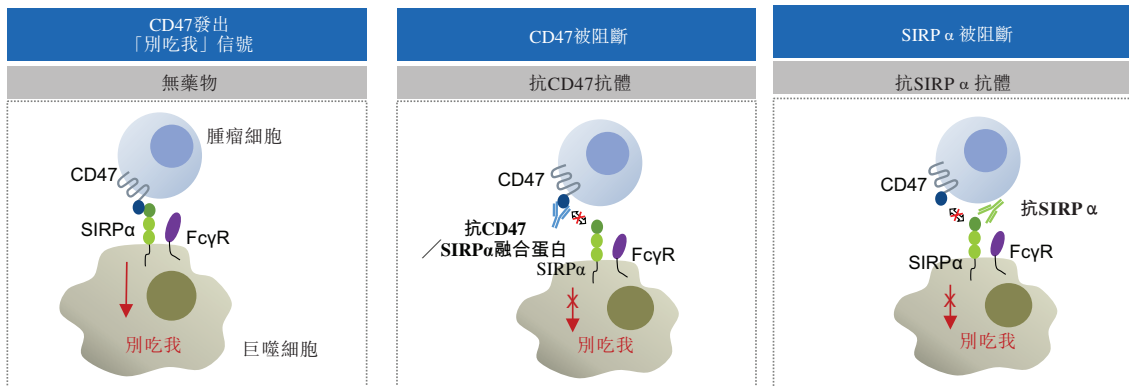 CD47發出
「別吃我」信號
無藥物
腫瘤細胞
CD47
SIRPα
FcγR
別吃我
巨噬細胞
CD47被阻斷
抗CD47抗體
CD47
抗CD47
／SIRPα融合蛋白
SIRPα
FcγR
別吃我
SIRP α 被阻斷
抗SIRP α 抗體
CD47
抗SIRP α
SIRPα
FcγR
別吃我